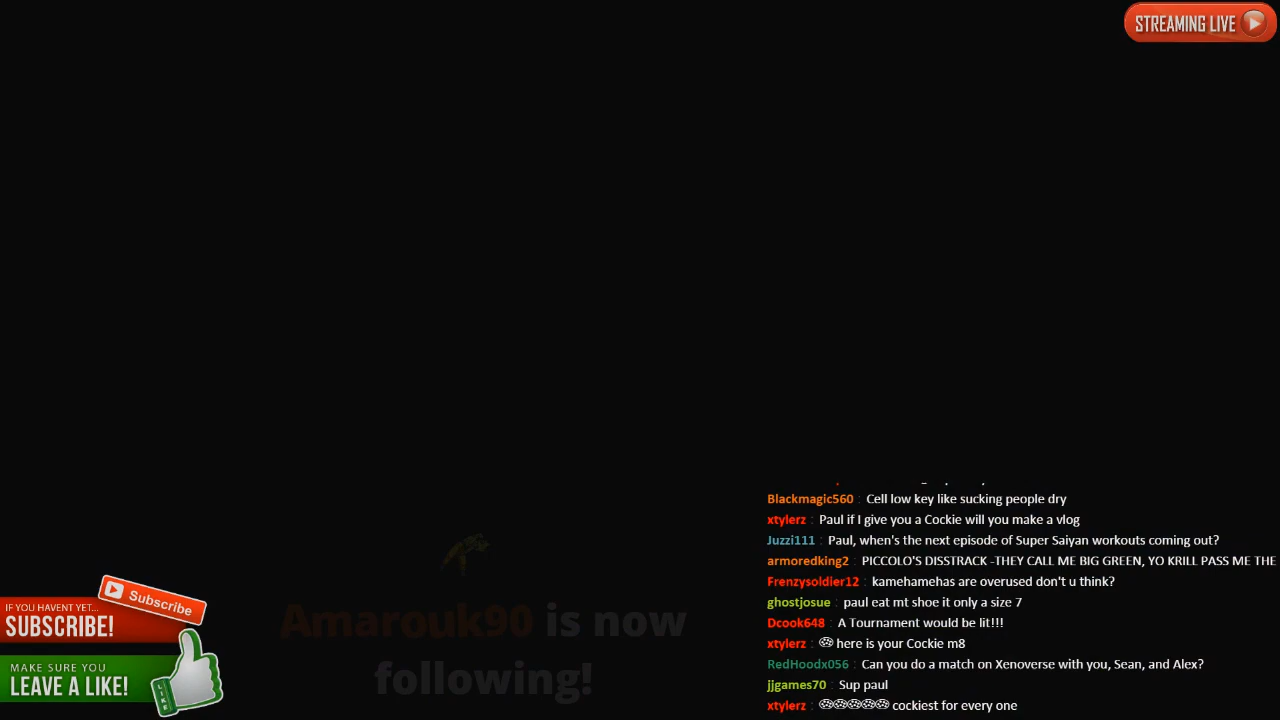 STREAMING LIVE
Blackmagic560 : Cell low key like sucking people dry
xtylerz : Paul if I give you a Cockie will you make a vlog
Juzzi111 : Paul, when's the next episode of Super Saiyan workouts coming out?
armoredking2 : PICCOLO'S DISSTRACK -THEY CALL ME BIG GREEN, YO KRILL PASS ME THE
Frenzysoldier12 : kamehamehas are overused don't u think?
ghostjosue : paul eat mt shoe it only a size 7
Dcook648 : A Tournament would be lit!!!
xtylerz : here is your Cockie m8
RedHoodx056 : Can you do a match on Xenoverse with you, Sean, and Alex?
jjgames70 : Sup paul
xtylerz : cockiest for every one
Amarouk90 is now
following!
Subscribe
IF YOU HAVENT YET...
SUBSCRIBE!
MAKE SURE YOU
LEAVE A LIKE!
LIKE